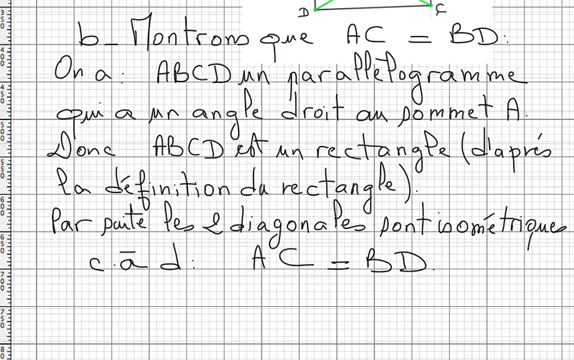 D C
b- Montrons que AC = BD:
On a: ABCD un parallélogramme
qui a un angle droit au sommet A.
Donc ABCD est un rectangle (d'après
la définition du rectangle).
Par suite les 2 diagonales sont isométriques
c.à d: AC = BD